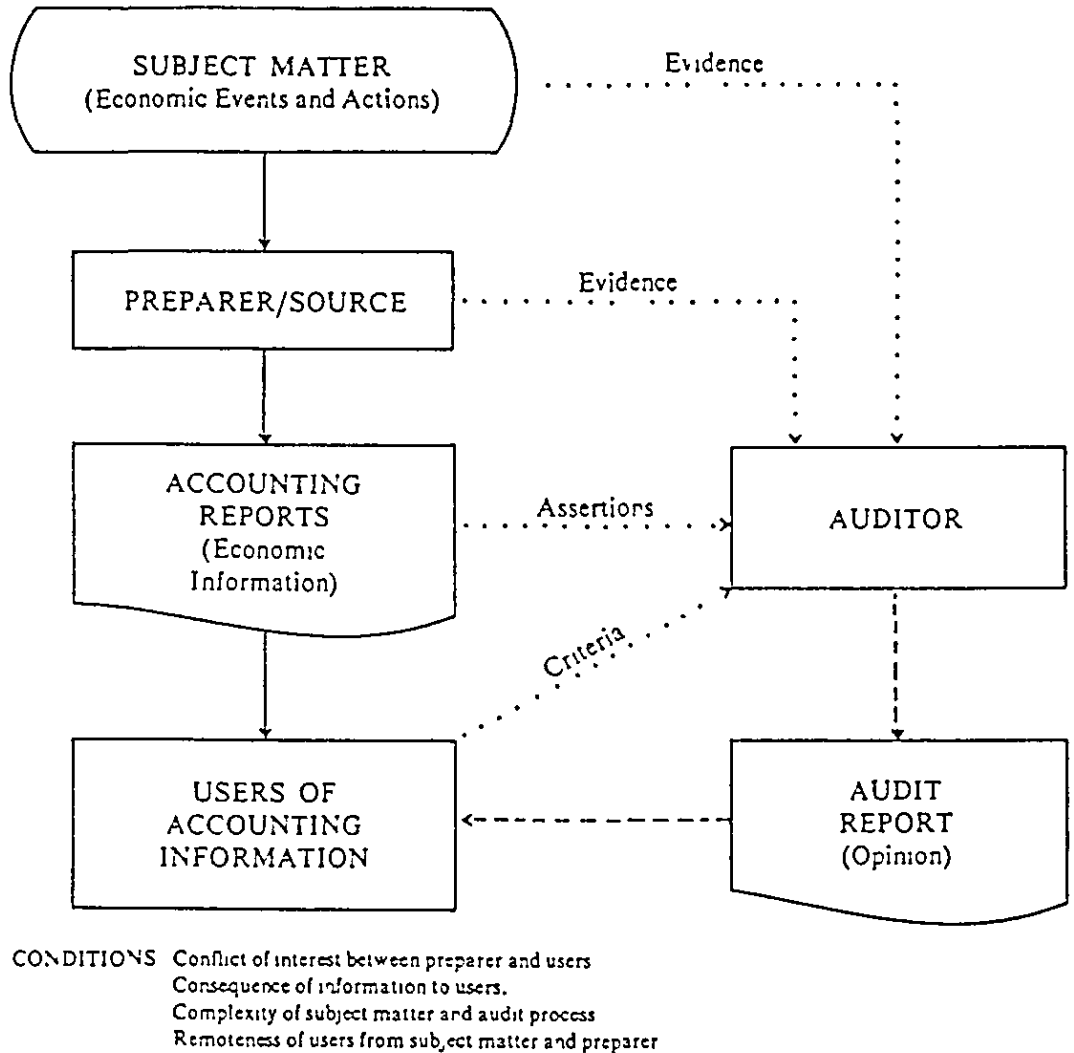 SUBJECT MATTER
(Economic Events and Actions)
Evidence
PREPARER/SOURCE
Evidence
ACCOUNTING
REPORTS
(Economic
Information)
Assertions
AUDITOR
Criteria
USERS OF
ACCOUNTING
INFORMATION
AUDIT
REPORT
(Opinion)
CONDITIONS Conflict of interest between preparer and users
Consequence of information to users.
Complexity of subject matter and audit process
Remoteness of users from subject matter and preparer